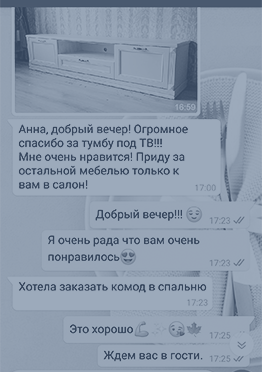 16:59
Анна, добрый вечер! Огромное
спасибо за тумбу под ТВ!!!
Мне очень нравится! Приду за
остальной мебелью только к
вам в салон!
17:00
Добрый вечер!!! 😌
17:23
Я очень рада что вам очень
понравилось😍
17:23
Хотела заказать комод в спальню
17:23
Это хорошо💪🏻✨😘🍁
17:25
Ждем вас в гости.
17:25